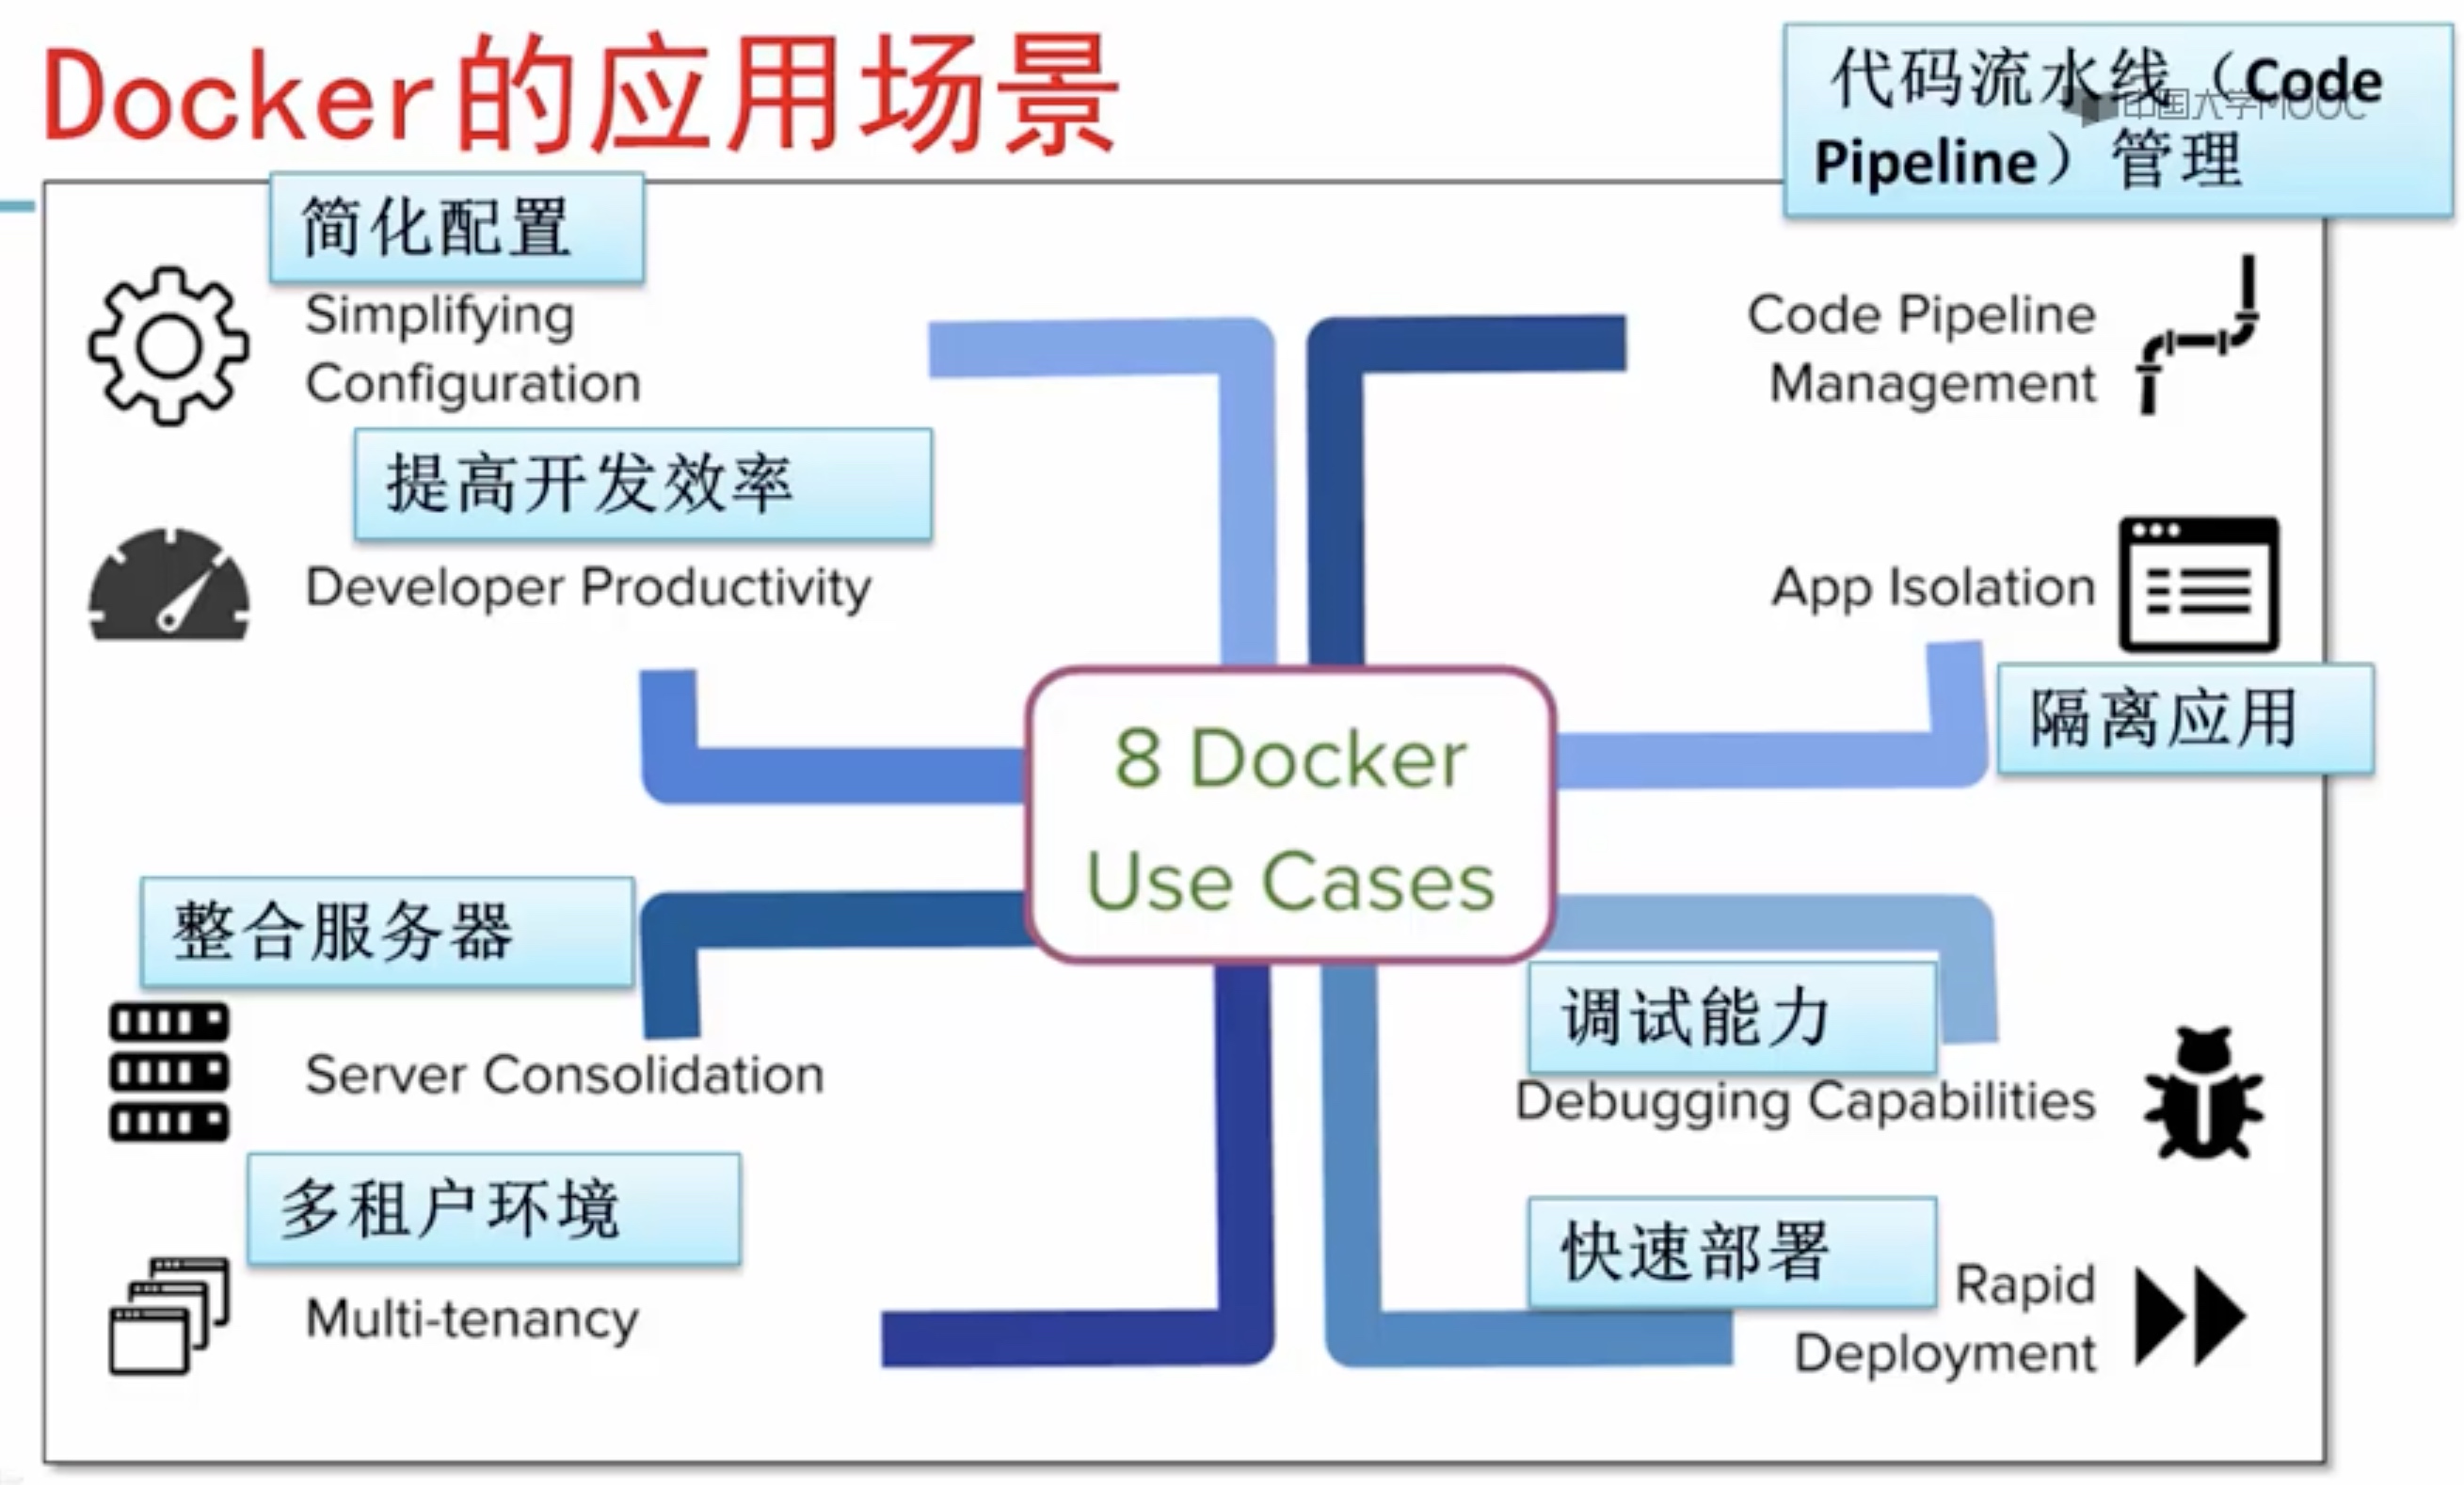 Docker的应用场景
代码流水线（Code
Pipeline）管理
中国大学MOOC
简化配置
Simplifying
Configuration
提高开发效率
Developer Productivity
整合服务器
Server Consolidation
多租户环境
Multi-tenancy
8 Docker
Use Cases
Code Pipeline
Management
App Isolation
隔离应用
调试能力
Debugging Capabilities
快速部署
Rapid
Deployment